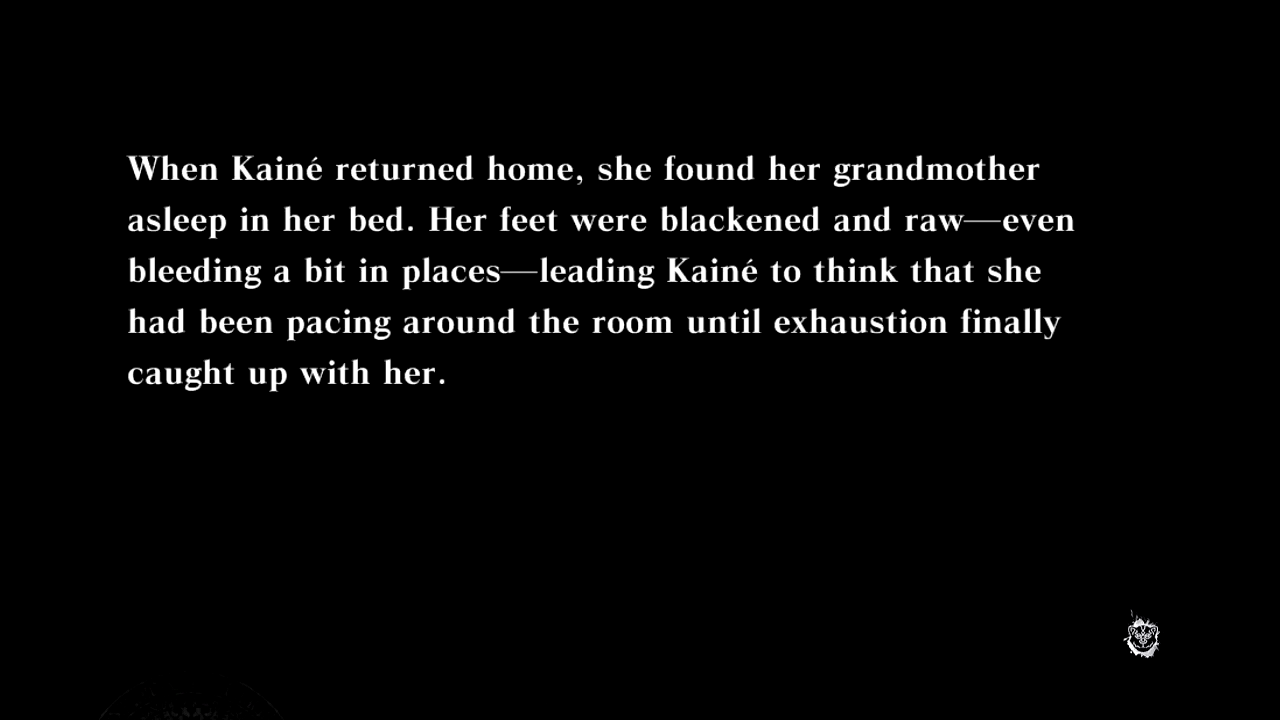 When Kainé returned home, she found her grandmother
asleep in her bed. Her feet were blackened and raw—even
bleeding a bit in places—leading Kainé to think that she
had been pacing around the room until exhaustion finally
caught up with her.